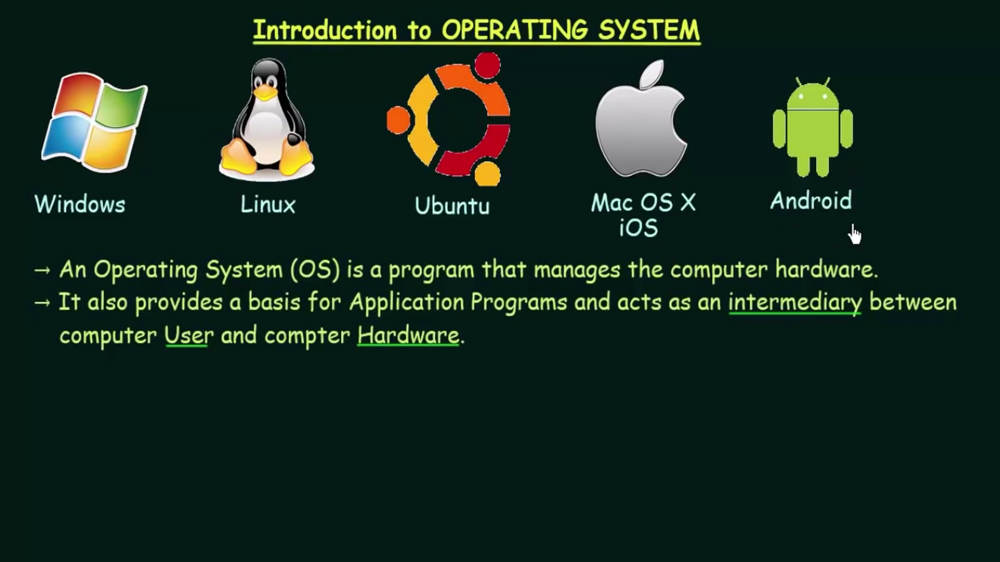 Introduction to OPERATING SYSTEM
Windows
Linux
Ubuntu
Mac OS X
iOS
Android
→ An Operating System (OS) is a program that manages the computer hardware.
→ It also provides a basis for Application Programs and acts as an intermediary between
computer User and compter Hardware.